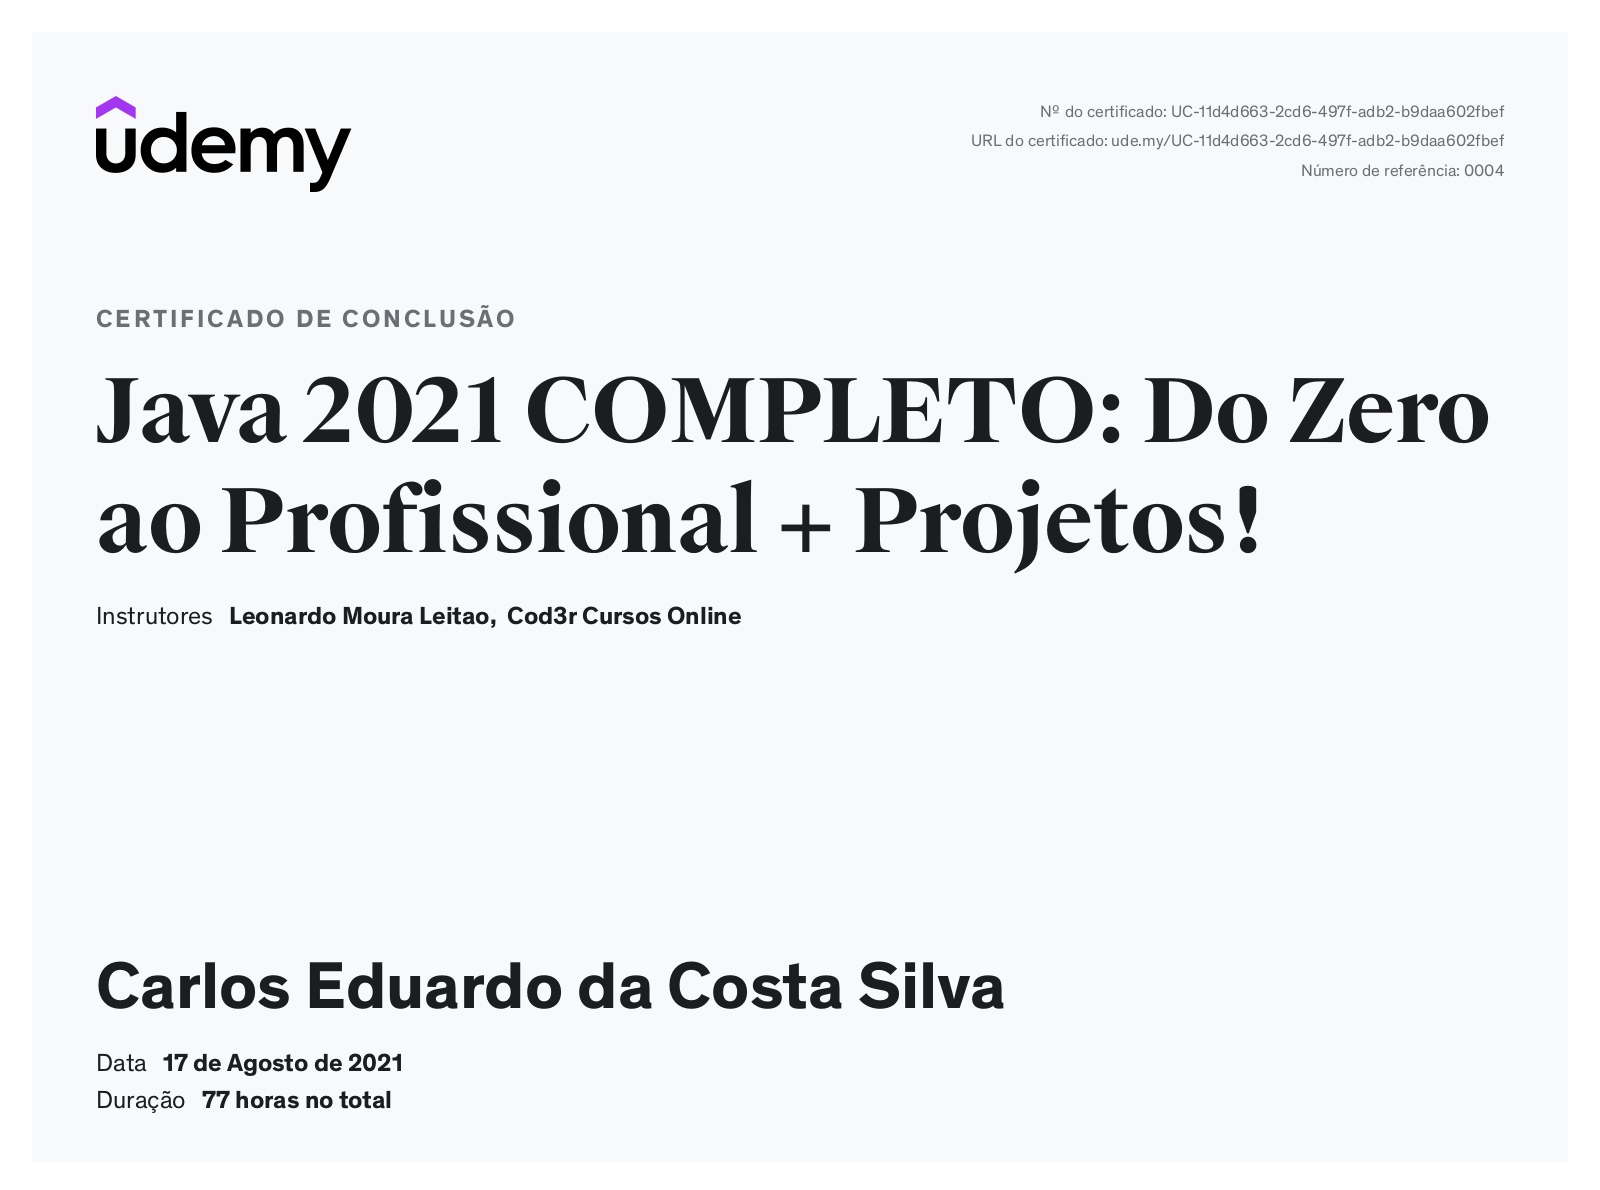 udemy
Nº do certificado: UC-11d4d663-2cd6-497f-adb2-b9daa602fbef
URL do certificado: ude.my/UC-11d4d663-2cd6-497f-adb2-b9daa602fbef
Número de referência: 0004
CERTIFICADO DE CONCLUSÃO
Java 2021 COMPLETO: Do Zero
ao Profissional + Projetos!
Instrutores Leonardo Moura Leitao, Cod3r Cursos Online
Carlos Eduardo da Costa Silva
Data 17 de Agosto de 2021
Duração 77 horas no total